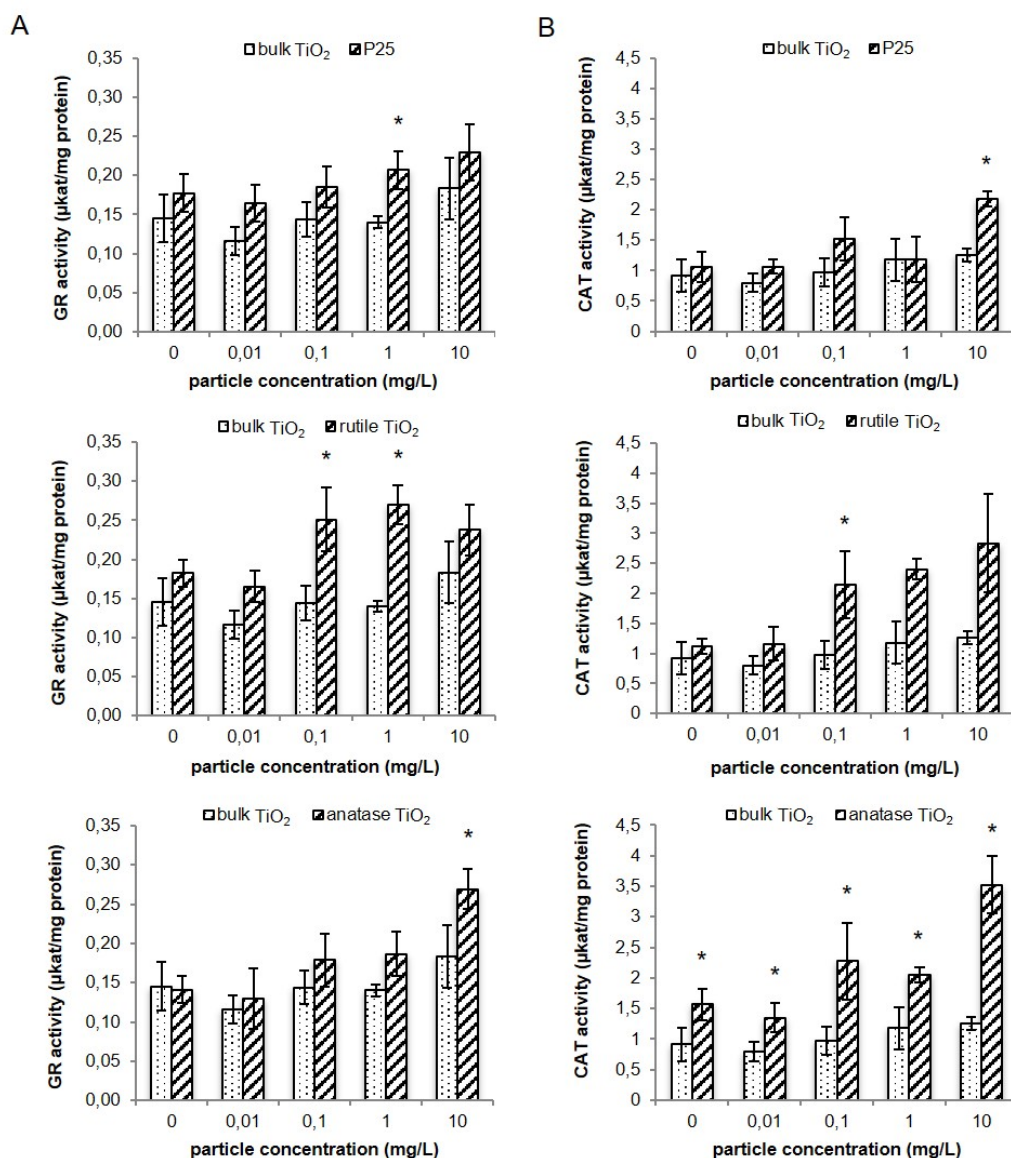 A
bulk TiO₂ P25
GR activity (µkat/mg protein)
0,35
0,30
0,25
0,20
0,15
0,10
0,05
0,00
*
0 0,01 0,1 1 10
particle concentration (mg/L)
bulk TiO₂ rutile TiO₂
GR activity (µkat/mg protein)
0,35
0,30
0,25
0,20
0,15
0,10
0,05
0,00
* *
0 0,01 0,1 1 10
particle concentration (mg/L)
bulk TiO₂ anatase TiO₂
GR activity (µkat/mg protein)
0,35
0,30
0,25
0,20
0,15
0,10
0,05
0,00
*
0 0,01 0,1 1 10
particle concentration (mg/L)
B
bulk TiO₂ P25
CAT activity (µkat/mg protein)
4,5
4
3,5
3
2,5
2
1,5
1
0,5
0
*
0 0,01 0,1 1 10
particle concentration (mg/L)
bulk TiO₂ rutile TiO₂
CAT activity (µkat/mg protein)
4,5
4
3,5
3
2,5
2
1,5
1
0,5
0
*
0 0,01 0,1 1 10
particle concentration (mg/L)
bulk TiO₂ anatase TiO₂
CAT activity (µkat/mg protein)
4,5
4
3,5
3
2,5
2
1,5
1
0,5
0
* * * * *
0 0,01 0,1 1 10
particle concentration (mg/L)